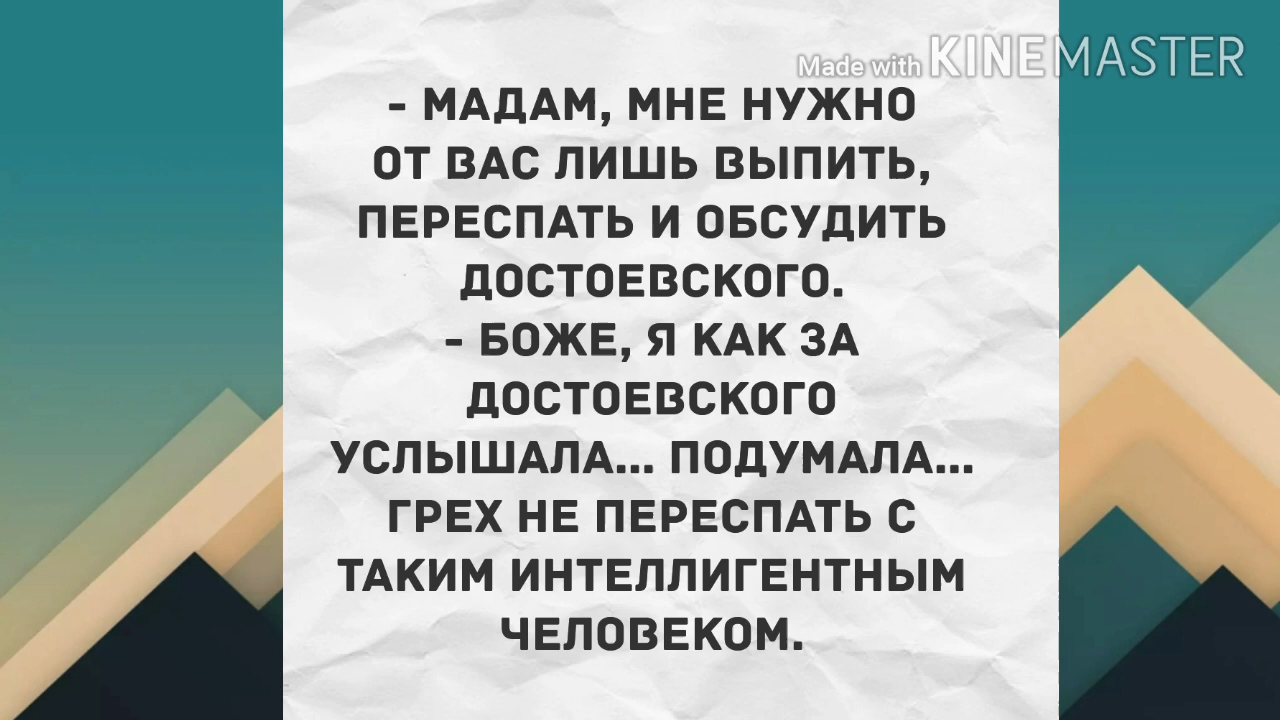 Made with KINEMASTER
- МАДАМ, МНЕ НУЖНО
ОТ ВАС ЛИШЬ ВЫПИТЬ,
ПЕРЕСПАТЬ И ОБСУДИТЬ
ДОСТОЕВСКОГО.
- БОЖЕ, Я КАК ЗА
ДОСТОЕВСКОГО
УСЛЫШАЛА... ПОДУМАЛА...
ГРЕХ НЕ ПЕРЕСПАТЬ С
ТАКИМ ИНТЕЛЛИГЕНТНЫМ
ЧЕЛОВЕКОМ.